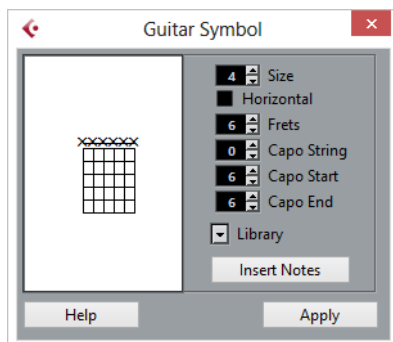 Guitar Symbol
4 Size
Horizontal
6 Frets
0 Capo String
6 Capo Start
6 Capo End
Library
Insert Notes
Help Apply
xxxxxx